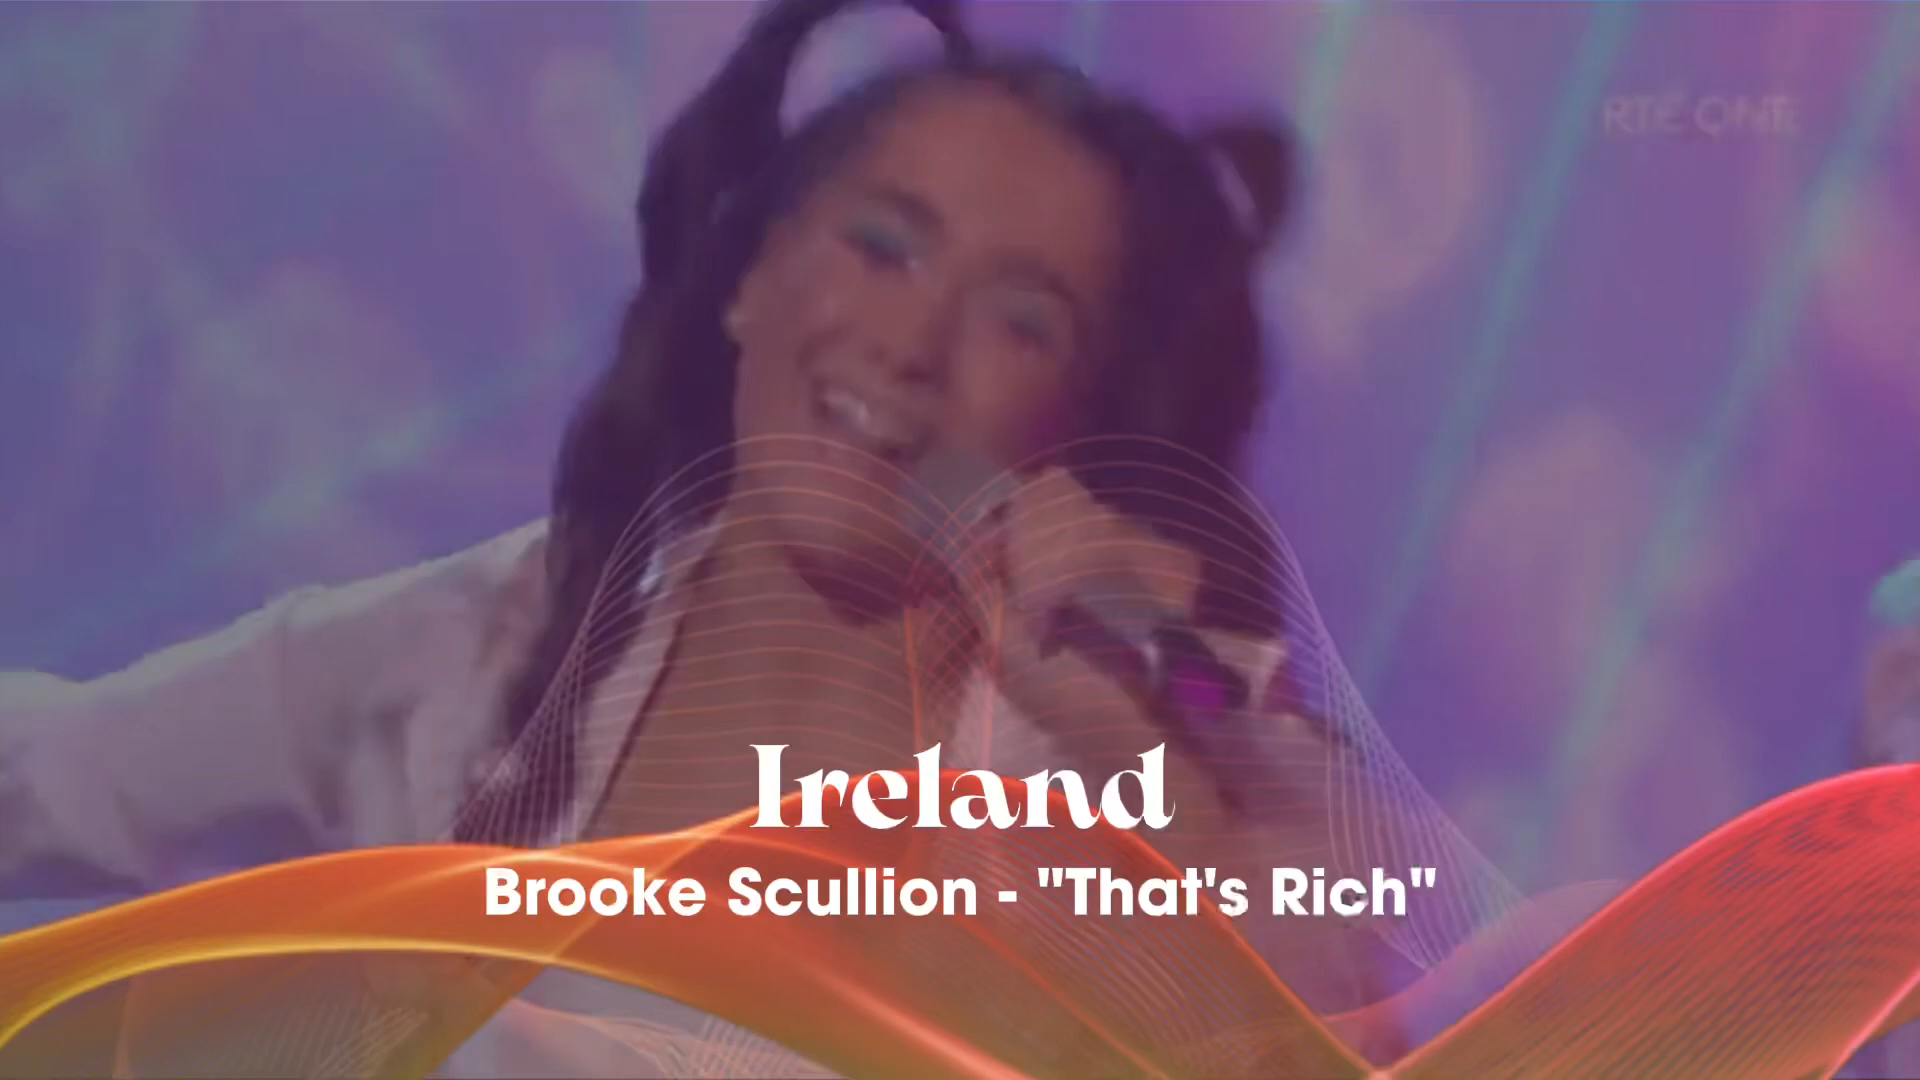 RTÉ ONE
Ireland
Brooke Scullion - "That's Rich"